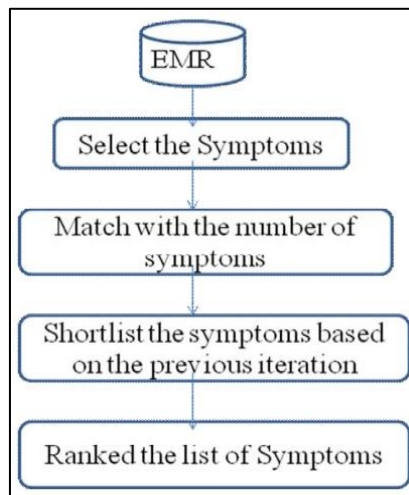 EMR
Select the Symptoms
Match with the number of
symptoms
Shortlist the symptoms based
on the previous iteration
Ranked the list of Symptoms